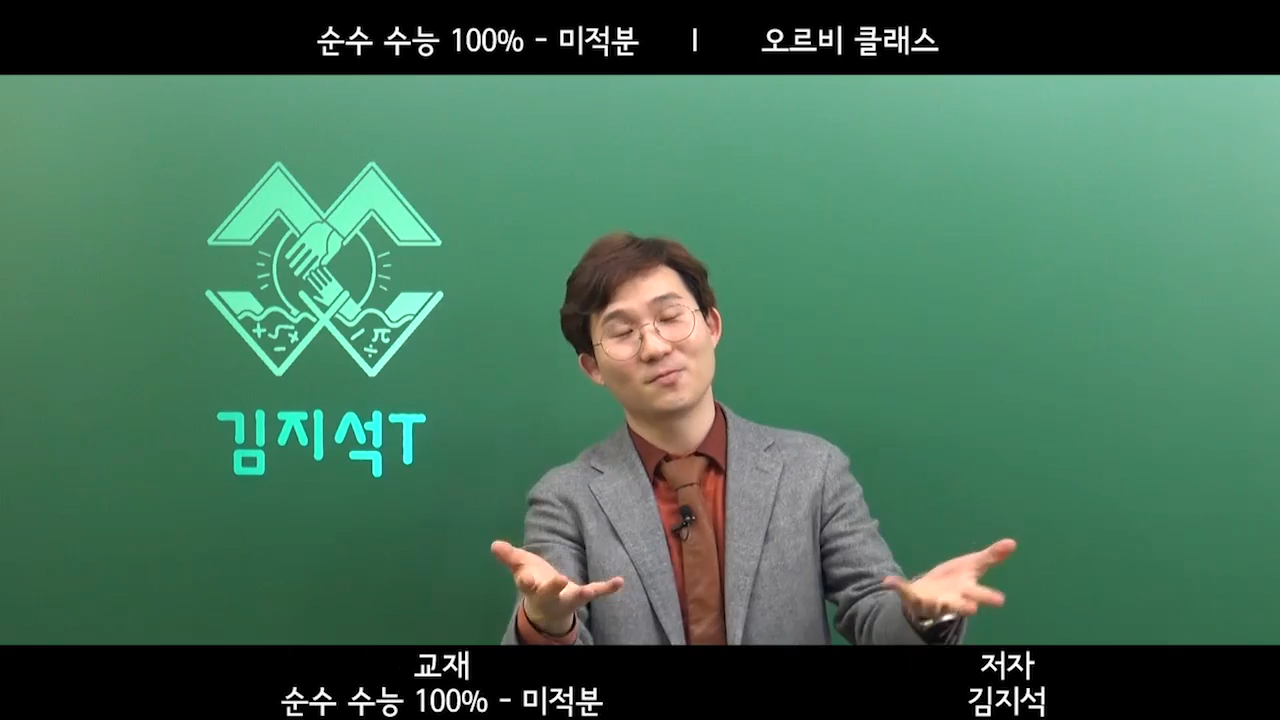 순수 수능 100% - 미적분 | 오르비 클래스
김지석T
교재
순수 수능 100% - 미적분
저자
김지석